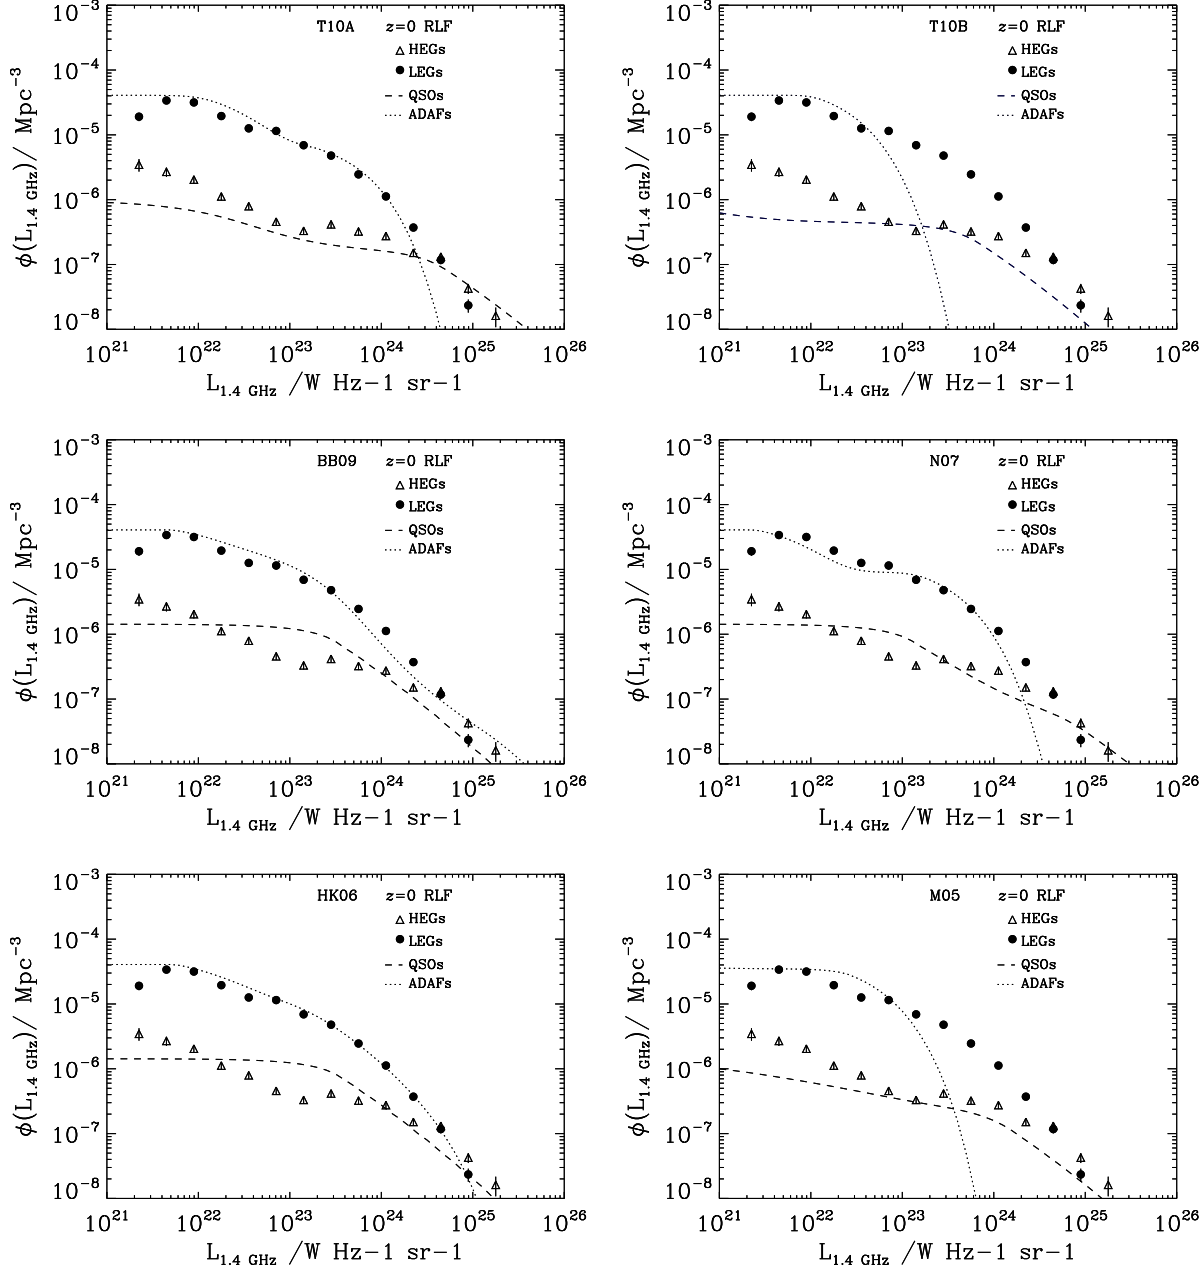 T10A z=0 RLF
HEGs
LEGs
QSOs
ADAFs
10^-3
10^-4
10^-5
10^-6
10^-7
10^-8
ϕ(L_1.4 GHz)/ Mpc^-3
10^21 10^22 10^23 10^24 10^25 10^26
L_1.4 GHz /W Hz-1 sr-1
T10B z=0 RLF
HEGs
LEGs
QSOs
ADAFs
10^-3
10^-4
10^-5
10^-6
10^-7
10^-8
ϕ(L_1.4 GHz)/ Mpc^-3
10^21 10^22 10^23 10^24 10^25 10^26
L_1.4 GHz /W Hz-1 sr-1
BB09 z=0 RLF
HEGs
LEGs
QSOs
ADAFs
10^-3
10^-4
10^-5
10^-6
10^-7
10^-8
ϕ(L_1.4 GHz)/ Mpc^-3
10^21 10^22 10^23 10^24 10^25 10^26
L_1.4 GHz /W Hz-1 sr-1
N07 z=0 RLF
HEGs
LEGs
QSOs
ADAFs
10^-3
10^-4
10^-5
10^-6
10^-7
10^-8
ϕ(L_1.4 GHz)/ Mpc^-3
10^21 10^22 10^23 10^24 10^25 10^26
L_1.4 GHz /W Hz-1 sr-1
HK06 z=0 RLF
HEGs
LEGs
QSOs
ADAFs
10^-3
10^-4
10^-5
10^-6
10^-7
10^-8
ϕ(L_1.4 GHz)/ Mpc^-3
10^21 10^22 10^23 10^24 10^25 10^26
L_1.4 GHz /W Hz-1 sr-1
M05 z=0 RLF
HEGs
LEGs
QSOs
ADAFs
10^-3
10^-4
10^-5
10^-6
10^-7
10^-8
ϕ(L_1.4 GHz)/ Mpc^-3
10^21 10^22 10^23 10^24 10^25 10^26
L_1.4 GHz /W Hz-1 sr-1